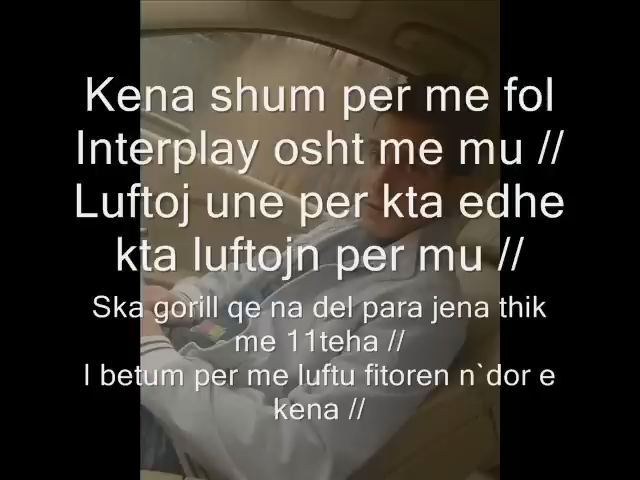 Kena shum per me fol
Interplay osht me mu //
Luftoj une per kta edhe
kta luftojn per mu //
Ska gorill qe na del para jena thik
me 11teha //
I betum per me luftu fitoren n`dor e
kena //